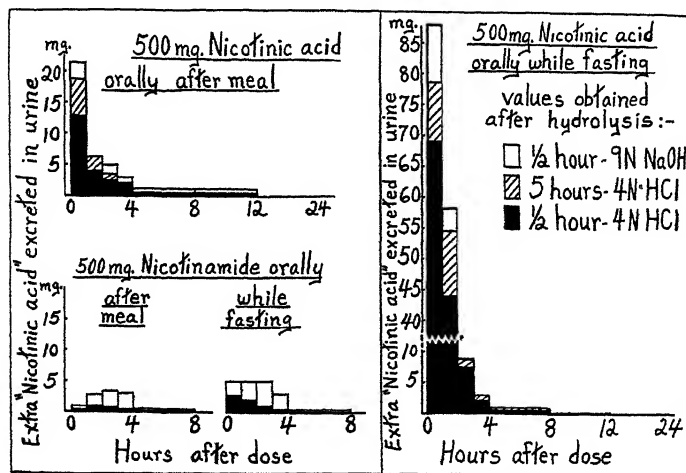 mg.
500 mg. Nicotinic acid
orally after meal
20
15
10
5
0 4 8 12 24
Extra "Nicotinic acid" excreted in urine
500 mg. Nicotinamide orally
after
meal
while
fasting
mg.
15
10
5
0 4 8
0 4 8
Hours after dose
mg.
500 mg. Nicotinic acid
orally while fasting
values obtained
after hydrolysis:-
½ hour - 9N NaOH
5 hours - 4N·HCl
½ hour - 4N HCl
85
80
75
70
65
60
55
50
45
40
10
5
Extra "Nicotinic acid" excreted in urine
0 4 8 12 24
Hours after dose